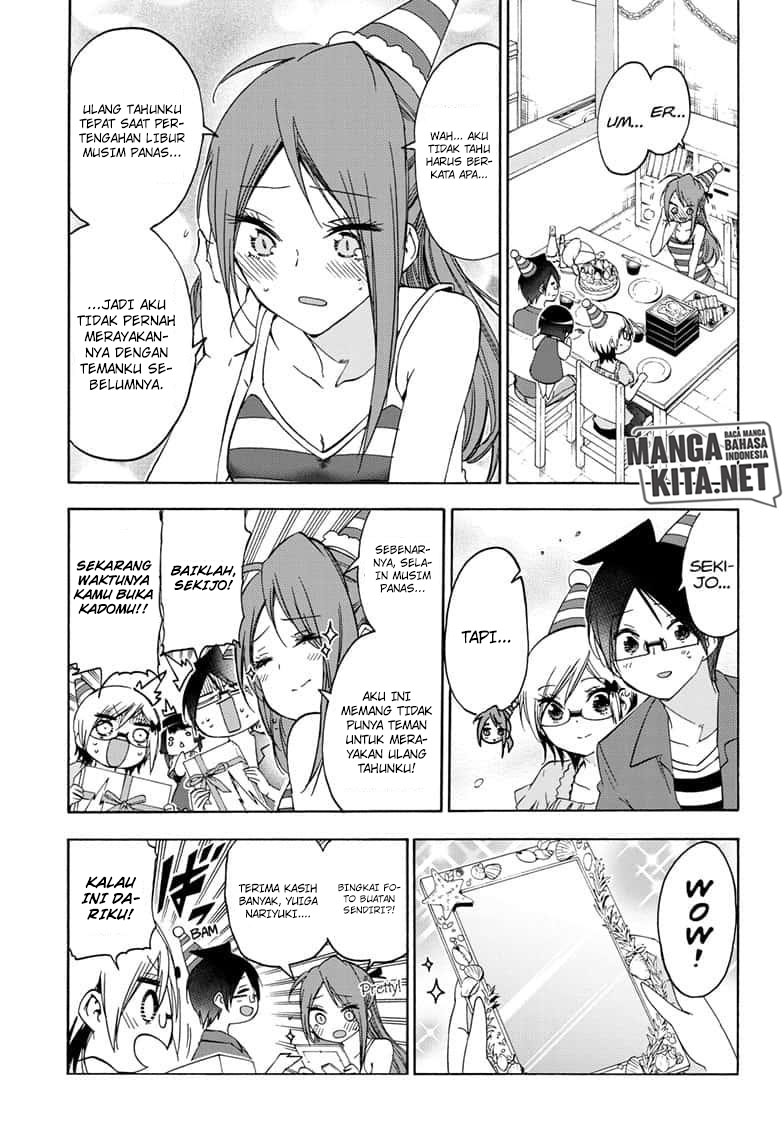 ER...
UM...
WAH... AKU
TIDAK TAHU
HARUS BER-
KATA APA...
ULANG TAHUNKU
TEPAT SAAT PER-
TENGAHAN LIBUR
MUSIM PANAS...
...JADI AKU
TIDAK PERNAH
MERAYAKAN-
NYA DENGAN
TEMANKU SE-
BELUMNYA.
MANGA
KITA.NET
BACA MANGA
BAHASA
INDONESIA
SEKI-
JO...
TAPI...
SEBENAR-
NYA, SELA-
IN MUSIM
PANAS...
AKU INI
MEMANG TIDAK
PUNYA TEMAN
UNTUK MERA-
YAKAN ULANG
TAHUNKU!
BAIKLAH,
SEKIJO!
SEKARANG
WAKTUNYA
KAMU BUKA
KADOMU!!
WOW!
BINGKAI FO-
TO BUATAN
SENDIRI?!
TERIMA KASIH
BANYAK, YUIGA
NARIYUKI....
Pretty!
BAM
KALAU
INI DA-
RIKU!